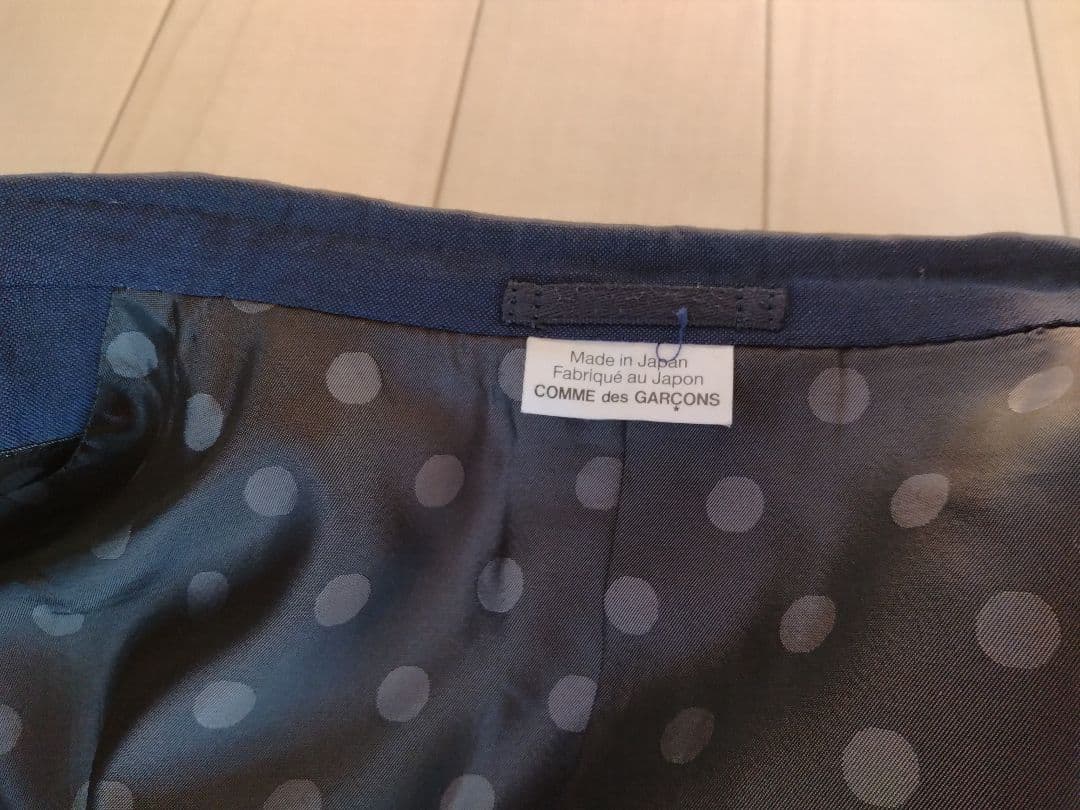 Made in Japan
Fabriqué au Japon
COMME des GARÇONS